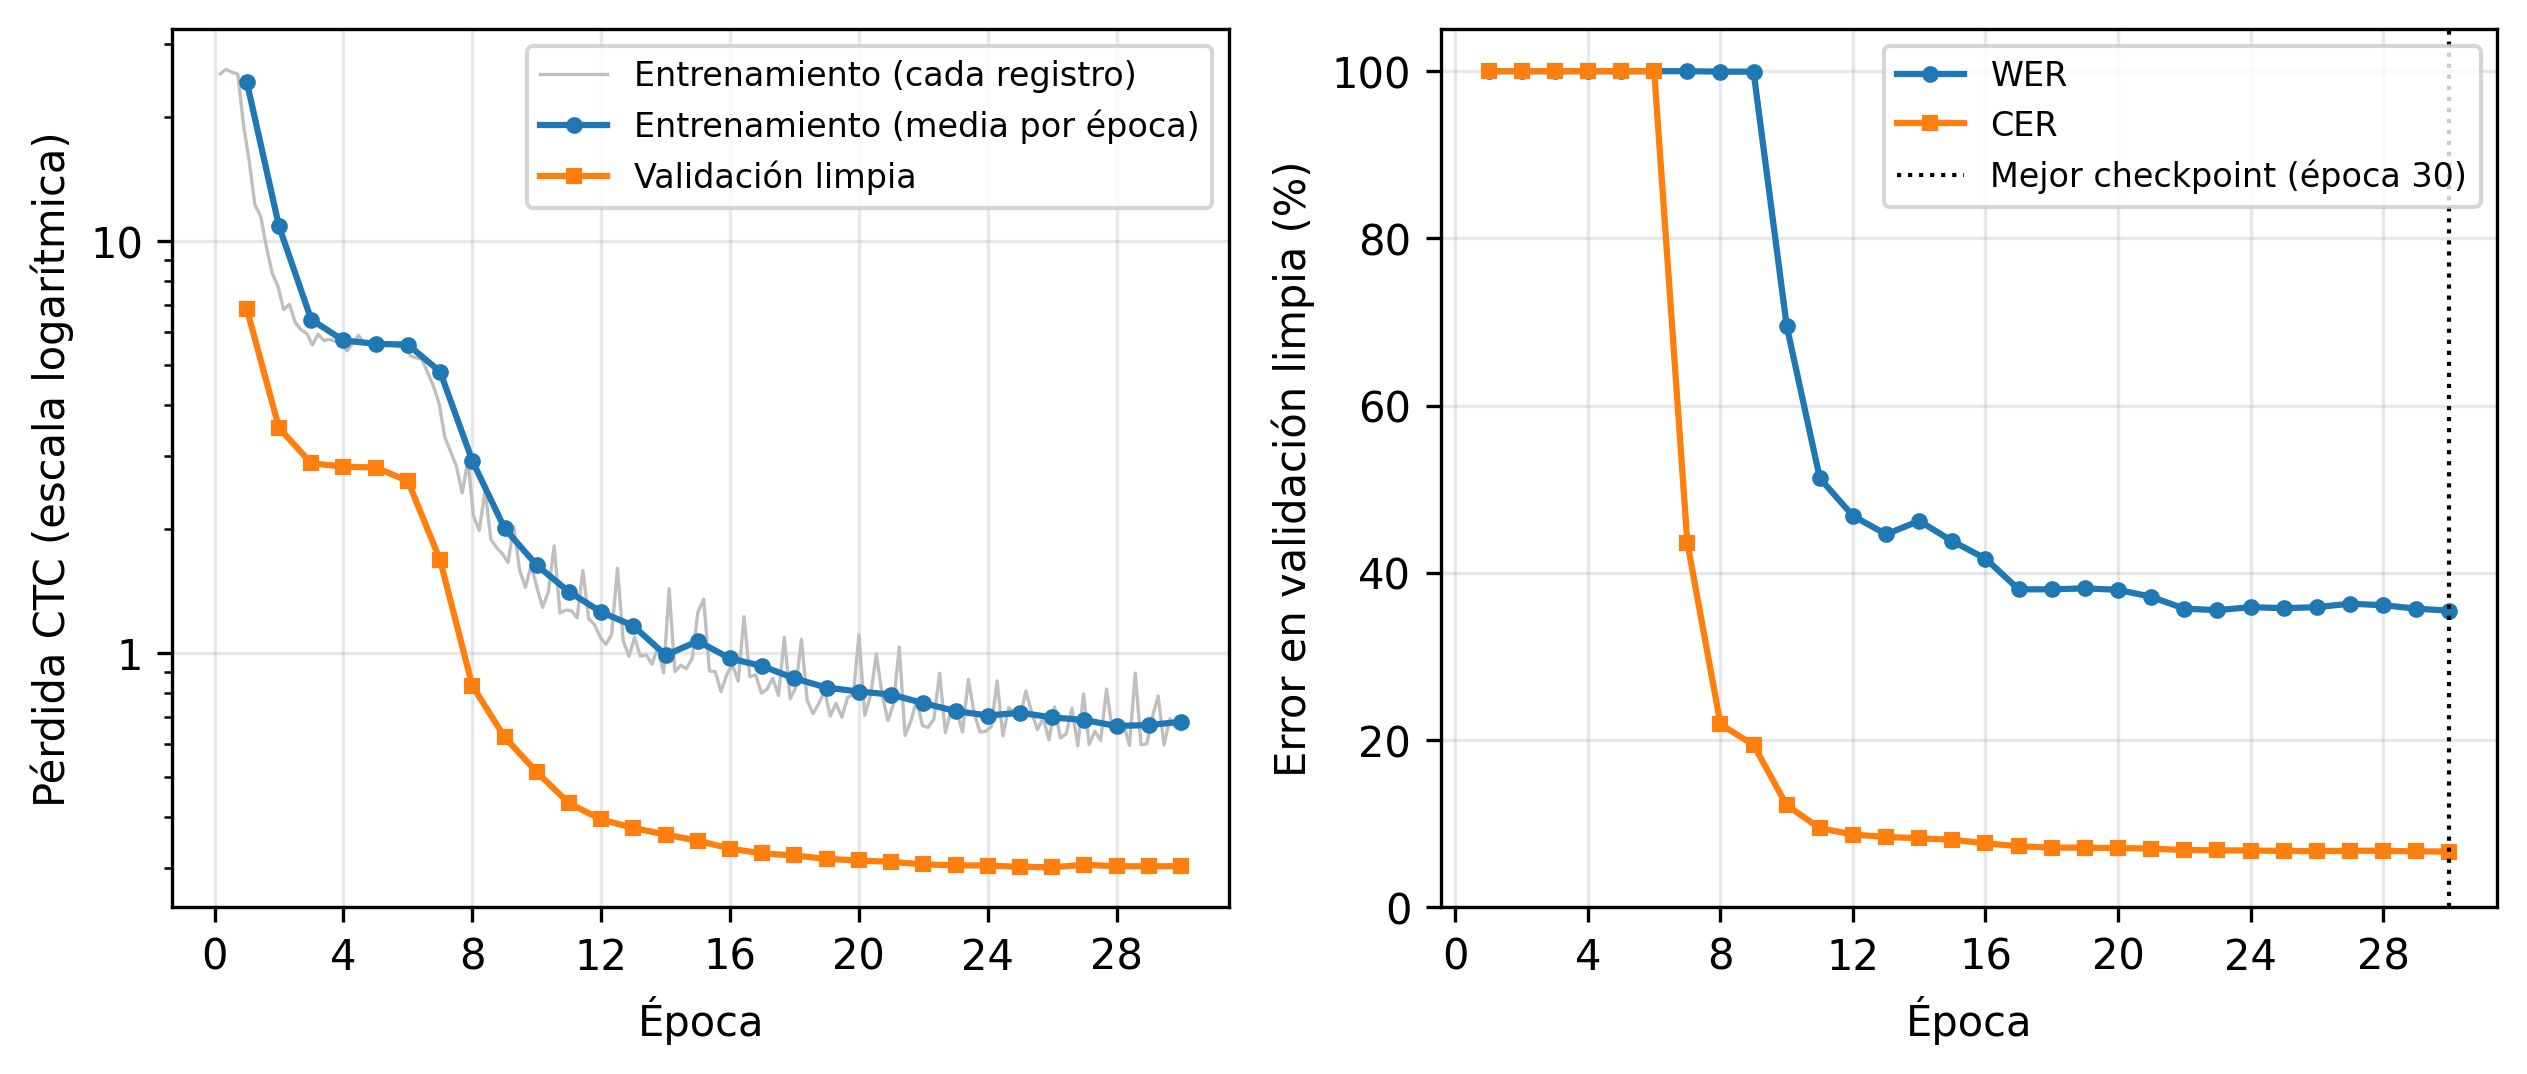 Pérdida CTC (escala logarítmica)
10
1
Entrenamiento (cada registro)
Entrenamiento (media por época)
Validación limpia
0 4 8 12 16 20 24 28
Época
Error en validación limpia (%)
100
80
60
40
20
0
WER
CER
Mejor checkpoint (época 30)
0 4 8 12 16 20 24 28
Época